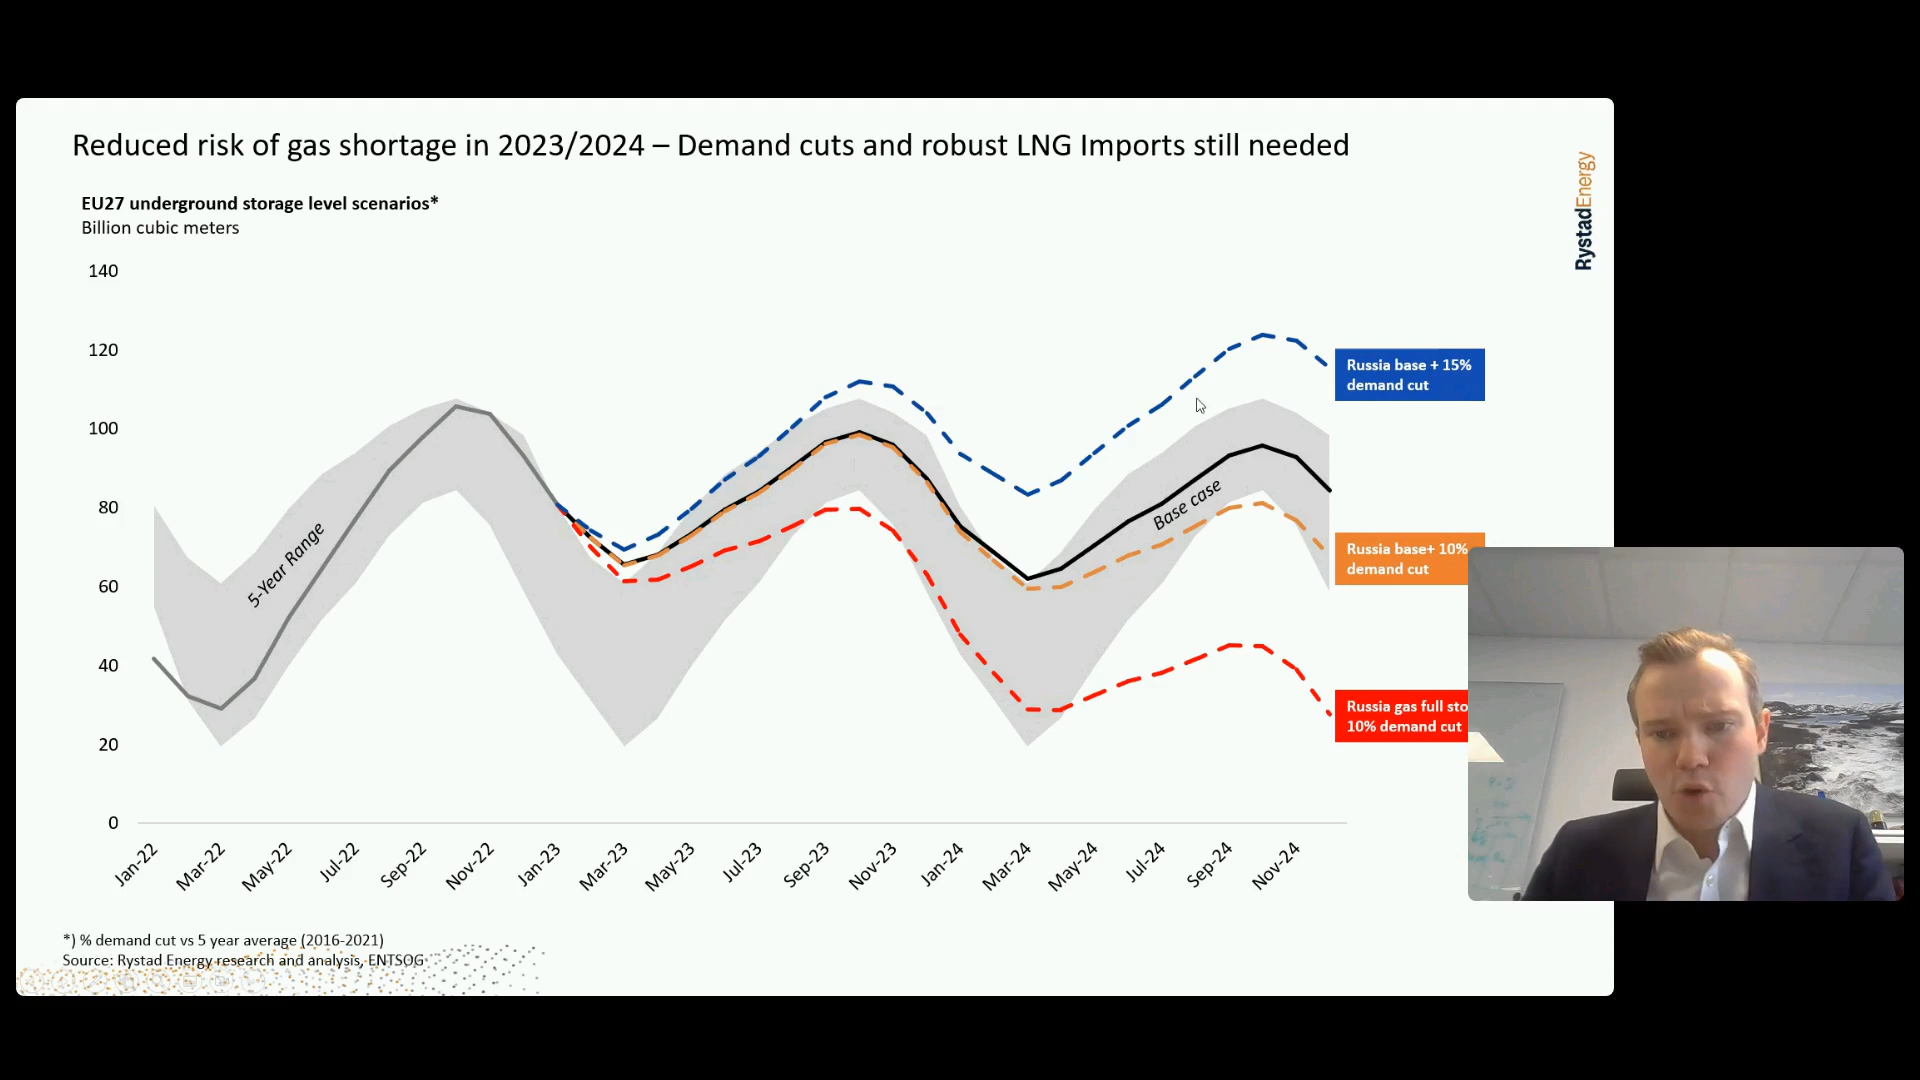 Reduced risk of gas shortage in 2023/2024 – Demand cuts and robust LNG Imports still needed
RystadEnergy
EU27 underground storage level scenarios*
Billion cubic meters
140
120
100
80
60
40
20
0
5-Year Range
Base case
Russia base + 15%
demand cut
Russia base+ 10%
demand cut
Russia gas full sto
10% demand cut
Jan-22
Mar-22
May-22
Jul-22
Sep-22
Nov-22
Jan-23
Mar-23
May-23
Jul-23
Sep-23
Nov-23
Jan-24
Mar-24
May-24
Jul-24
Sep-24
Nov-24
*) % demand cut vs 5 year average (2016-2021)
Source: Rystad Energy research and analysis, ENTSOG